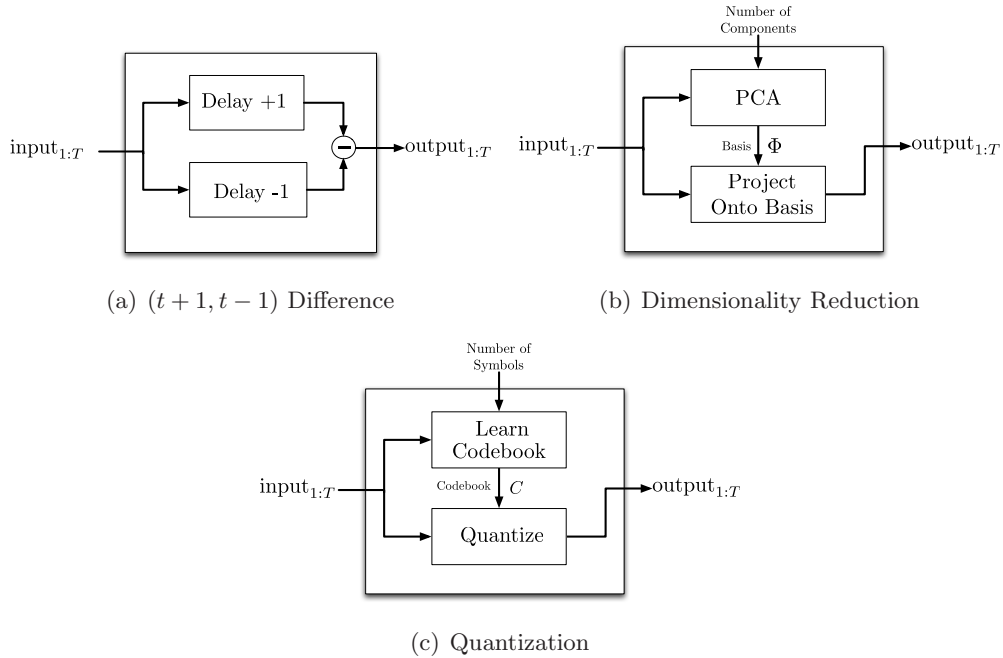 Delay +1
input1:T
−
output1:T
Delay -1
(a) (t + 1, t − 1) Difference
Number of
Components
PCA
input1:T
Basis Φ
output1:T
Project
Onto Basis
(b) Dimensionality Reduction
Number of
Symbols
Learn
Codebook
input1:T
Codebook C
output1:T
Quantize
(c) Quantization